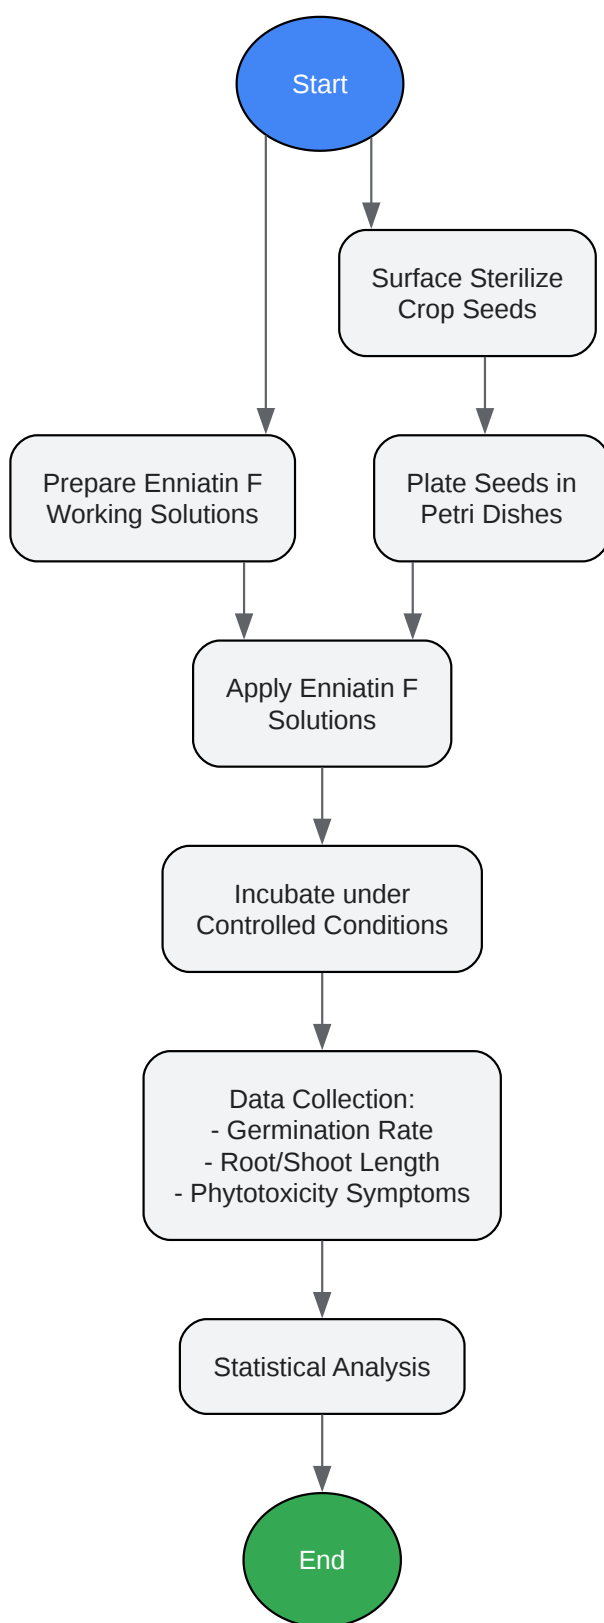 Start
Surface Sterilize
Crop Seeds
Prepare Enniatin F
Working Solutions
Plate Seeds in
Petri Dishes
Apply Enniatin F
Solutions
Incubate under
Controlled Conditions
Data Collection:
- Germination Rate
- Root/Shoot Length
- Phytotoxicity Symptoms
Statistical Analysis
End